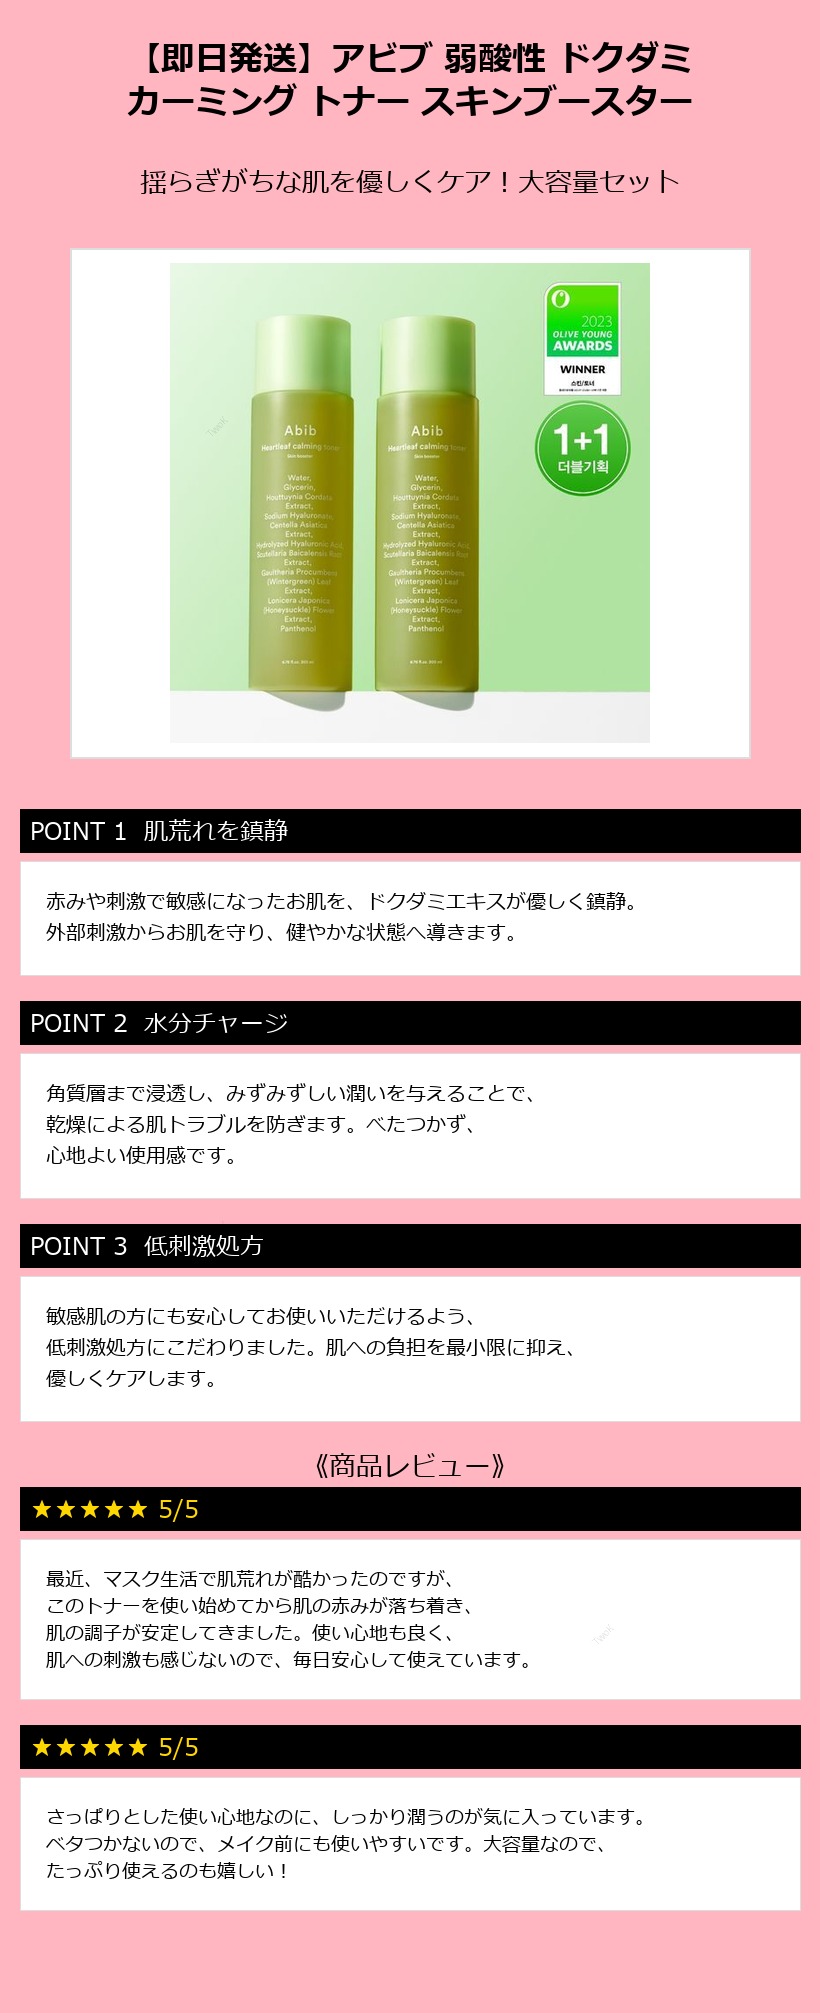 【即日発送】アビブ 弱酸性 ドクダミ
カーミング トナー スキンブースター
揺らぎがちな肌を優しくケア！大容量セット
2023
OLIVE YOUNG
AWARDS
WINNER
스킨/토너
1+1
더블기획
Abib
Heartleaf calming toner
Skin booster
Water,
Glycerin,
Houttuynia Cordata
Extract,
Sodium Hyaluronate,
Centella Asiatica
Extract,
Hydrolyzed Hyaluronic Acid,
Scutellaria Baicalensis Root
Extract,
Gaultheria Procumbens
(Wintergreen) Leaf
Extract,
Lonicera Japonica
(Honeysuckle) Flower
Extract,
Panthenol
Abib
Heartleaf calming toner
Skin booster
Water,
Glycerin,
Houttuynia Cordata
Extract,
Sodium Hyaluronate,
Centella Asiatica
Extract,
Hydrolyzed Hyaluronic Acid,
Scutellaria Baicalensis Root
Extract,
Gaultheria Procumbens
(Wintergreen) Leaf
Extract,
Lonicera Japonica
(Honeysuckle) Flower
Extract,
Panthenol
POINT 1 肌荒れを鎮静
赤みや刺激で敏感になったお肌を、ドクダミエキスが優しく鎮静。
外部刺激からお肌を守り、健やかな状態へ導きます。
POINT 2 水分チャージ
角質層まで浸透し、みずみずしい潤いを与えることで、
乾燥による肌トラブルを防ぎます。べたつかず、
心地よい使用感です。
POINT 3 低刺激処方
敏感肌の方にも安心してお使いいただけるよう、
低刺激処方にこだわりました。肌への負担を最小限に抑え、
優しくケアします。
《商品レビュー》
★★★★★ 5/5
最近、マスク生活で肌荒れが酷かったのですが、
このトナーを使い始めてから肌の赤みが落ち着き、
肌の調子が安定してきました。使い心地も良く、
肌への刺激も感じないので、毎日安心して使えています。
★★★★★ 5/5
さっぱりとした使い心地なのに、しっかり潤うのが気に入っています。
ベタつかないので、メイク前にも使いやすいです。大容量なので、
たっぷり使えるのも嬉しい！